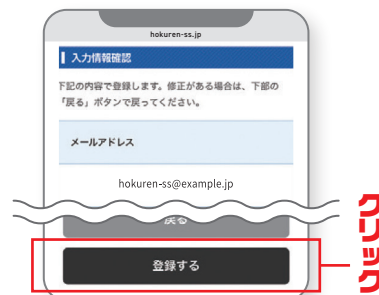 hokuren-ss.jp
入力情報確認
下記の内容で登録します。修正がある場合は、下部の
「戻る」ボタンで戻ってください。
メールアドレス
hokuren-ss@example.jp
戻る
登録する
クリック